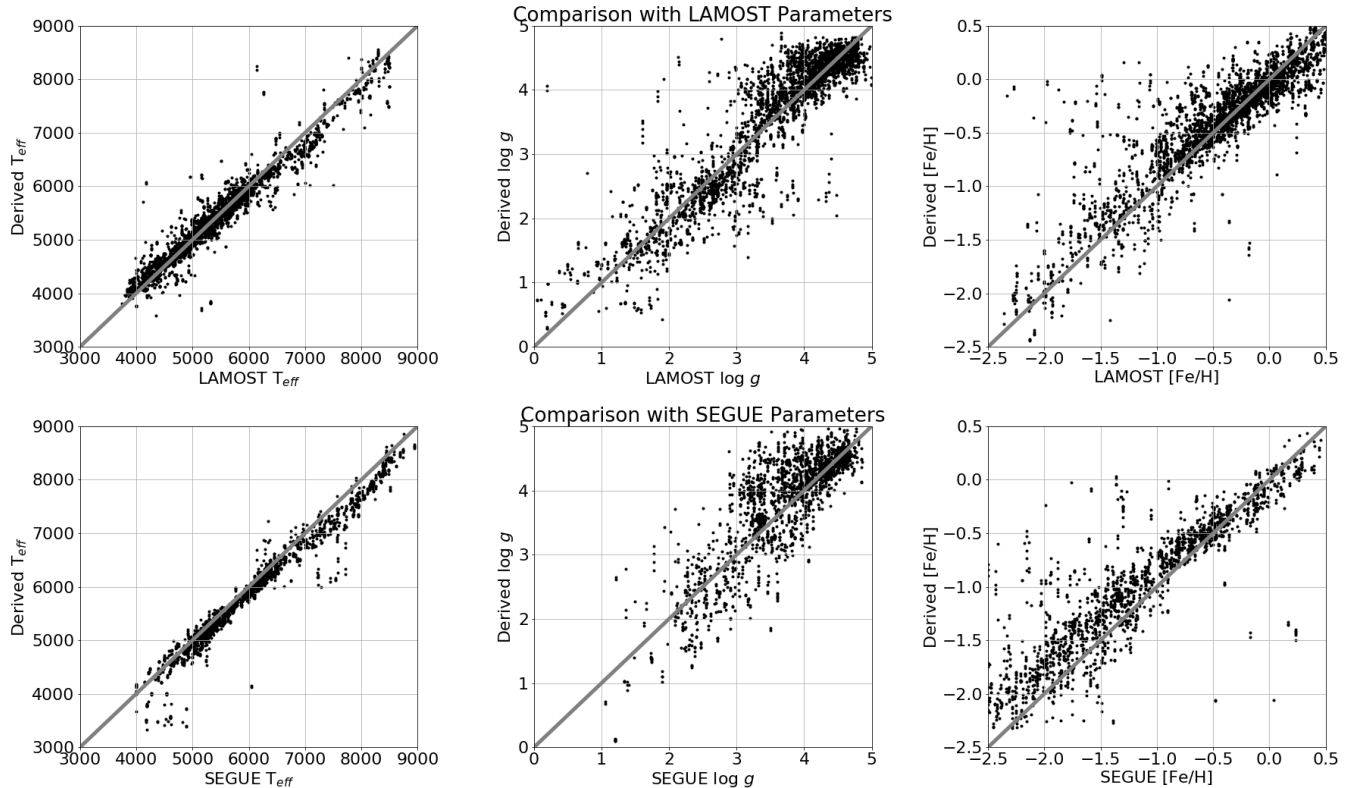 Comparison with LAMOST Parameters
9000
8000
7000
6000
5000
4000
3000
Derived T_eff
3000 4000 5000 6000 7000 8000 9000
LAMOST T_eff
5
4
3
2
1
0
Derived log g
0 1 2 3 4 5
LAMOST log g
0.5
0.0
−0.5
−1.0
−1.5
−2.0
−2.5
Derived [Fe/H]
−2.5 −2.0 −1.5 −1.0 −0.5 0.0 0.5
LAMOST [Fe/H]
Comparison with SEGUE Parameters
9000
8000
7000
6000
5000
4000
3000
Derived T_eff
3000 4000 5000 6000 7000 8000 9000
SEGUE T_eff
5
4
3
2
1
0
Derived log g
0 1 2 3 4 5
SEGUE log g
0.5
0.0
−0.5
−1.0
−1.5
−2.0
−2.5
Derived [Fe/H]
−2.5 −2.0 −1.5 −1.0 −0.5 0.0 0.5
SEGUE [Fe/H]